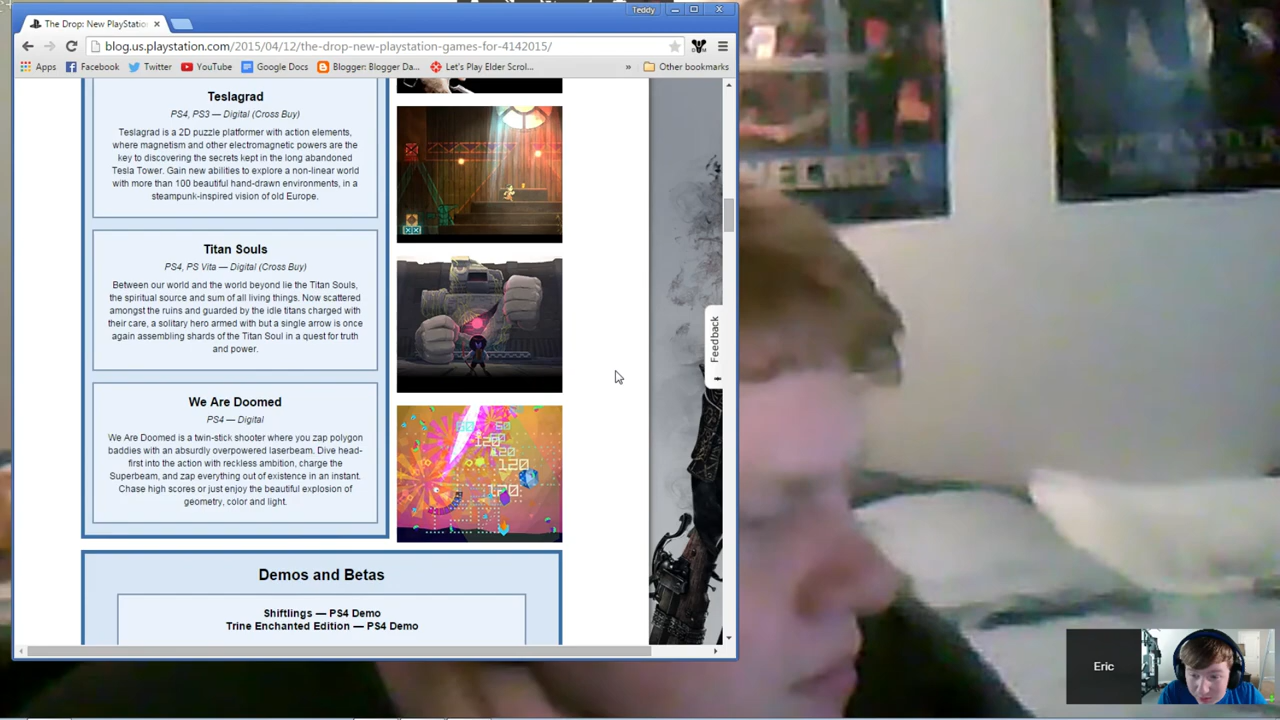 Teddy
The Drop: New PlayStation
blog.us.playstation.com/2015/04/12/the-drop-new-playstation-games-for-4142015/
Apps Facebook Twitter YouTube Google Docs Blogger: Blogger Da... Let's Play Elder Scrol... » Other bookmarks
Teslagrad
PS4, PS3 — Digital (Cross Buy)
Teslagrad is a 2D puzzle platformer with action elements,
where magnetism and other electromagnetic powers are the
key to discovering the secrets kept in the long abandoned
Tesla Tower. Gain new abilities to explore a non-linear world
with more than 100 beautiful hand-drawn environments, in a
steampunk-inspired vision of old Europe.
Titan Souls
PS4, PS Vita — Digital (Cross Buy)
Between our world and the world beyond lie the Titan Souls,
the spiritual source and sum of all living things. Now scattered
amongst the ruins and guarded by the idle titans charged with
their care, a solitary hero armed with but a single arrow is once
again assembling shards of the Titan Soul in a quest for truth
and power.
We Are Doomed
PS4 — Digital
We Are Doomed is a twin-stick shooter where you zap polygon
baddies with an absurdly overpowered laserbeam. Dive head-
first into the action with reckless ambition, charge the
Superbeam, and zap everything out of existence in an instant.
Chase high scores or just enjoy the beautiful explosion of
geometry, color and light.
60 60
120
120
120
120
Demos and Betas
Shiftlings — PS4 Demo
Trine Enchanted Edition — PS4 Demo
Feedback
MINECRAFT
SUPERNATURAL
Eric